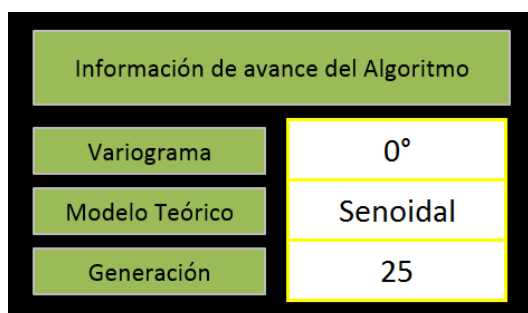 Información de avance del Algoritmo
Variograma 0°
Modelo Teórico Senoidal
Generación 25